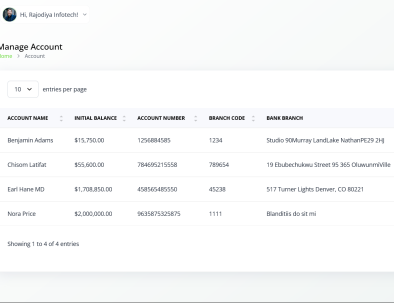 Hi, Rajodiya Infotech!
Manage Account
Home > Account
10 entries per page
ACCOUNT NAME INITIAL BALANCE ACCOUNT NUMBER BRANCH CODE BANK BRANCH
Benjamin Adams $15,750.00 1256884585 1234 Studio 90Murray LandLake NathanPE29 2HJ
Chisom Latifat $55,600.00 784695215558 789654 19 Ebubechukwu Street 95 365 OluwunmiVille
Earl Hane MD $1,708,850.00 458565485550 45238 517 Turner Lights Denver, CO 80221
Nora Price $2,000,000.00 9635875325875 1111 Blanditiis do sit mi
Showing 1 to 4 of 4 entries